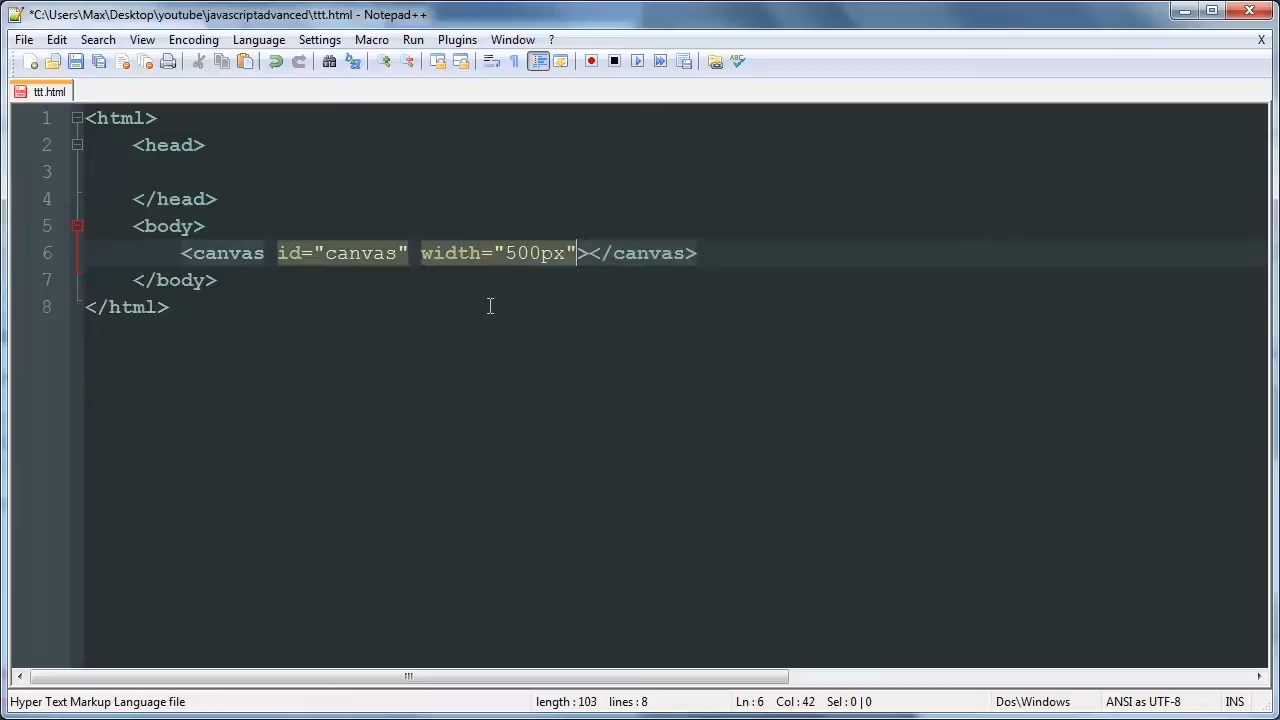 *C:\Users\Max\Desktop\youtube\javascriptadvanced\ttt.html - Notepad++
File Edit Search View Encoding Language Settings Macro Run Plugins Window ? X
ttt.html
1 <html>
2 <head>
3
4 </head>
5 <body>
6 <canvas id="canvas" width="500px"></canvas>
7 </body>
8 </html>
Hyper Text Markup Language file length : 103 lines : 8 Ln : 6 Col : 42 Sel : 0 | 0 Dos\Windows ANSI as UTF-8 INS